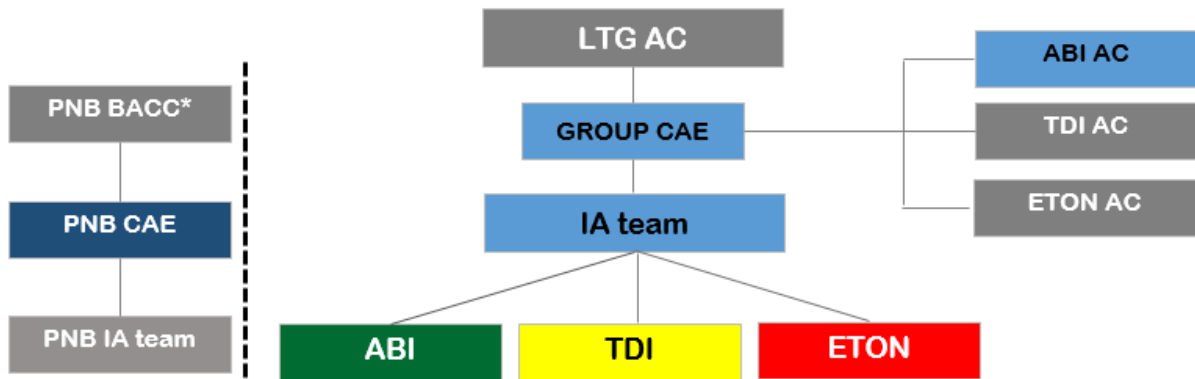 LTG AC
ABI AC
PNB BACC*
GROUP CAE
TDI AC
PNB CAE
IA team
ETON AC
PNB IA team
ABI
TDI
ETON